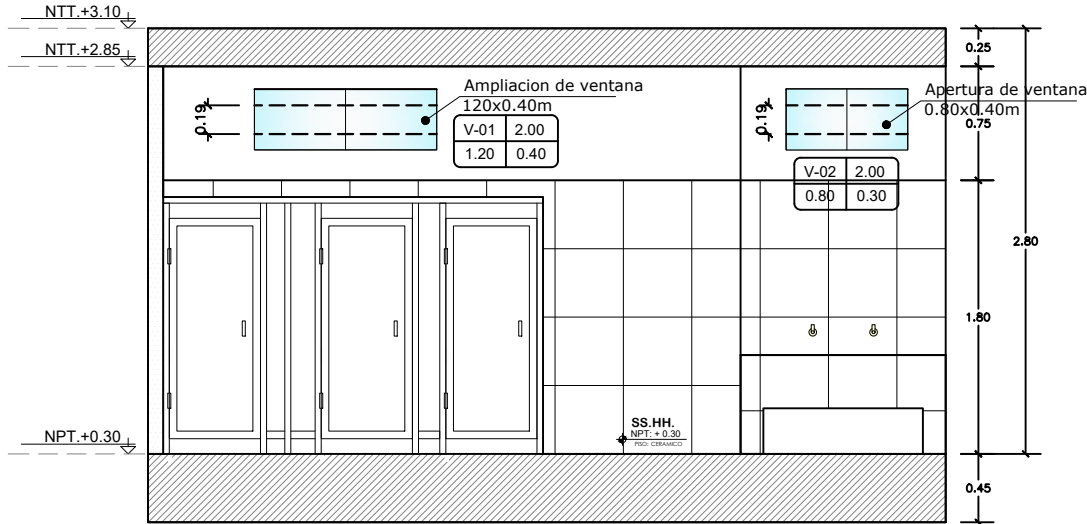 NTT.+3.10
NTT.+2.85
0.25
Ampliacion de ventana
120x0.40m
Apertura de ventana
0.80x0.40m
0.19
0.19
0.75
V-01 2.00
1.20 0.40
V-02 2.00
0.80 0.30
2.80
1.80
SS.HH.
NPT: + 0.30
PISO: CERAMICO
NPT.+0.30
0.45